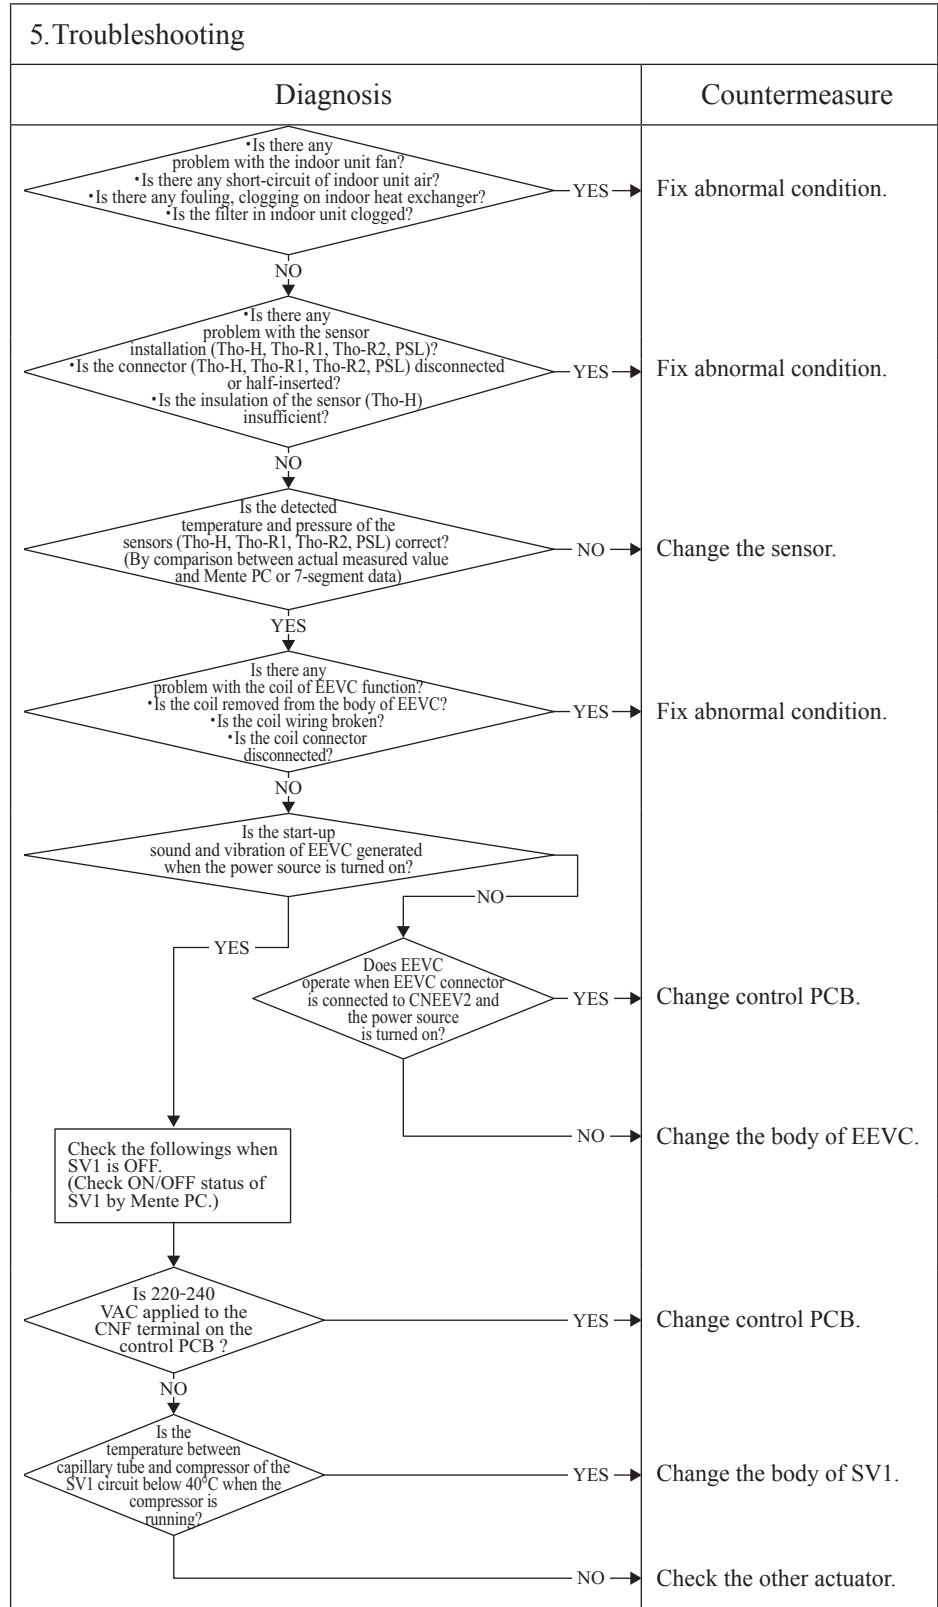 5.Troubleshooting
Diagnosis
Countermeasure
•Is there any
problem with the indoor unit fan?
•Is there any short-circuit of indoor unit air?
•Is there any fouling, clogging on indoor heat exchanger?
•Is the filter in indoor unit clogged?
YES
Fix abnormal condition.
NO
•Is there any
problem with the sensor
installation (Tho-H, Tho-R1, Tho-R2, PSL)?
•Is the connector (Tho-H, Tho-R1, Tho-R2, PSL) disconnected
or half-inserted?
•Is the insulation of the sensor (Tho-H)
insufficient?
YES
Fix abnormal condition.
NO
Is the detected
temperature and pressure of the
sensors (Tho-H, Tho-R1, Tho-R2, PSL) correct?
(By comparison between actual measured value
and Mente PC or 7-segment data)
NO
Change the sensor.
YES
Is there any
problem with the coil of EEVC function?
•Is the coil removed from the body of EEVC?
•Is the coil wiring broken?
•Is the coil connector
disconnected?
YES
Fix abnormal condition.
NO
Is the start-up
sound and vibration of EEVC generated
when the power source is turned on?
NO
YES
Does EEVC
operate when EEVC connector
is connected to CNEEV2 and
the power source
is turned on?
YES
Change control PCB.
NO
Change the body of EEVC.
Check the followings when
SV1 is OFF.
(Check ON/OFF status of
SV1 by Mente PC.)
Is 220-240
VAC applied to the
CNF terminal on the
control PCB ?
YES
Change control PCB.
NO
Is the
temperature between
capillary tube and compressor of the
SV1 circuit below 40°C when the
compressor is
running?
YES
Change the body of SV1.
NO
Check the other actuator.